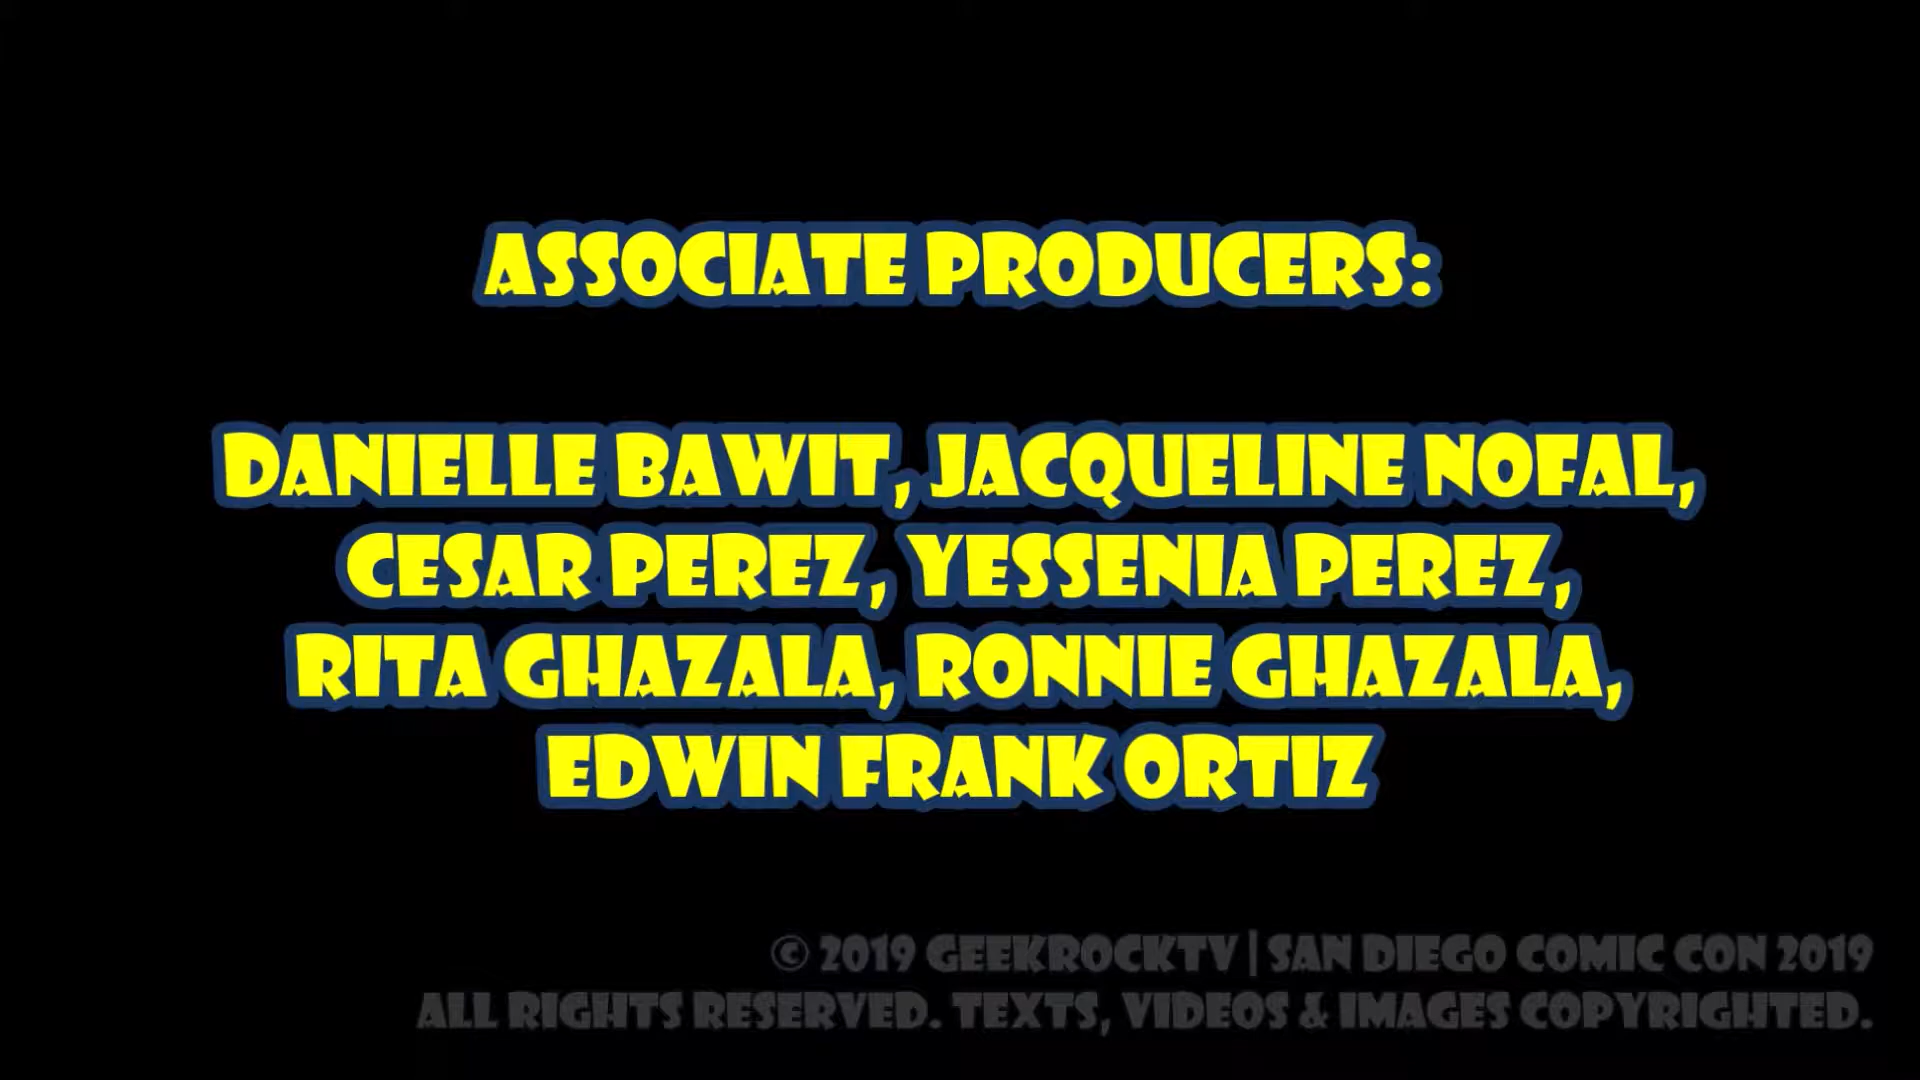 ASSOCIATE PRODUCERS:
DANIELLE BAWIT, JACQUELINE NOFAL,
CESAR PEREZ, YESSENIA PEREZ,
RITA GHAZALA, RONNIE GHAZALA,
EDWIN FRANK ORTIZ
© 2019 GEEKROCKTV | SAN DIEGO COMIC CON 2019
ALL RIGHTS RESERVED. TEXTS, VIDEOS & IMAGES COPYRIGHTED.